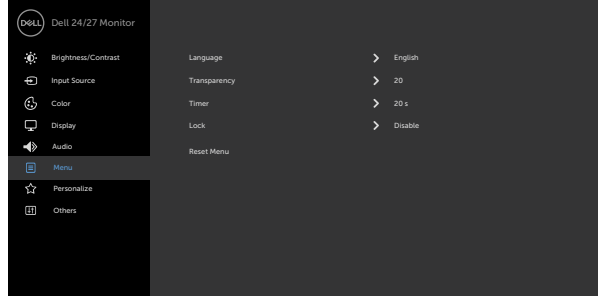 DELL
Dell 24/27 Monitor
Brightness/Contrast
Input Source
Color
Display
Audio
Menu
Personalize
Others
Language English
Transparency 20
Timer 20 s
Lock Disable
Reset Menu